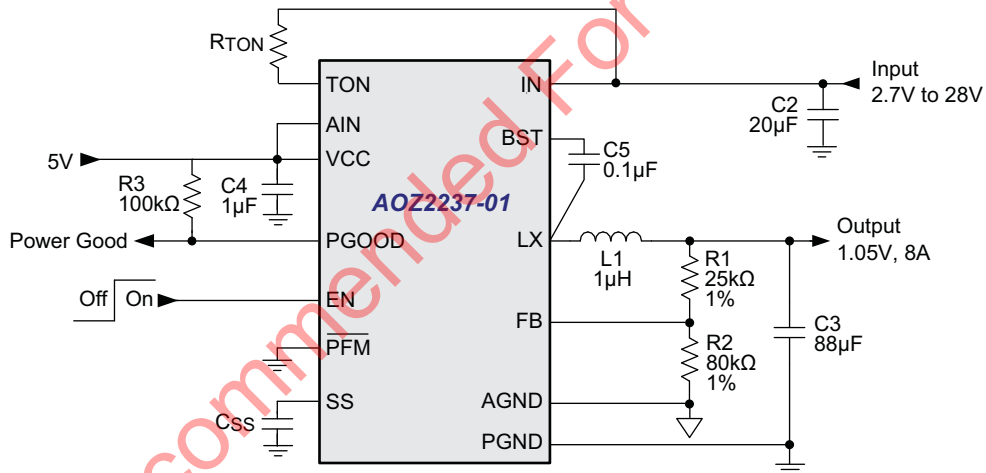 RTON
TON
IN
Input
2.7V to 28V
C2
20µF
AIN
BST
5V
VCC
C5
0.1µF
R3
100kΩ
C4
1µF
AOZ2237-01
Power Good
PGOOD
LX
L1
1µH
Output
1.05V, 8A
R1
25kΩ
1%
Off
On
EN
FB
C3
88µF
PFM
R2
80kΩ
1%
SS
CSS
AGND
PGND
commended For